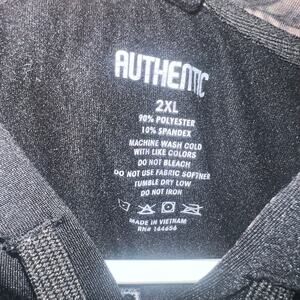 AUTHENTIC
2XL
90% POLYESTER
10% SPANDEX
MACHINE WASH COLD
WITH LIKE COLORS
DO NOT BLEACH
DO NOT USE FABRIC SOFTNER
TUMBLE DRY LOW
DO NOT IRON
MADE IN VIETNAM
RN# 144656